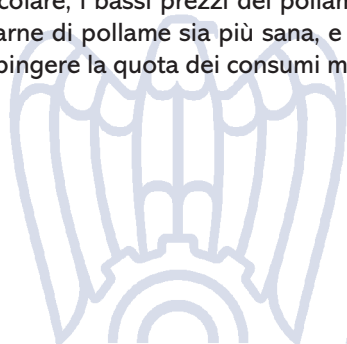 colare, i bassi prezzi del pollam
arne di pollame sia più sana, e
pingere la quota dei consumi m